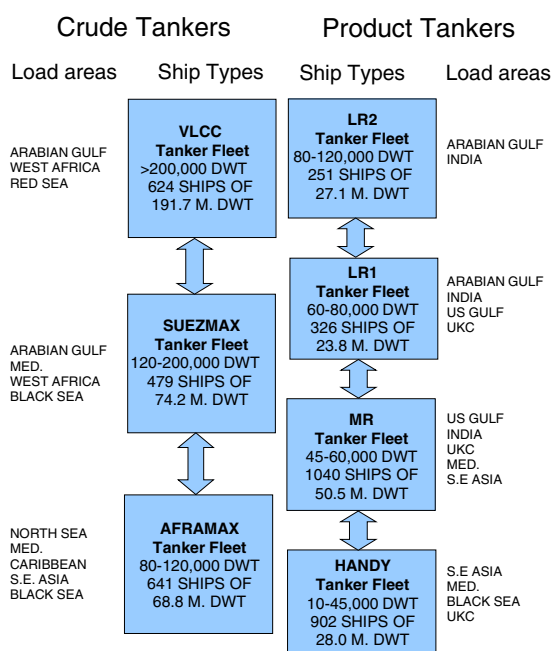 Crude Tankers
Product Tankers
Load areas
Ship Types
Ship Types
Load areas
ARABIAN GULF
WEST AFRICA
RED SEA
VLCC
Tanker Fleet
>200,000 DWT
624 SHIPS OF
191.7 M. DWT
LR2
Tanker Fleet
80-120,000 DWT
251 SHIPS OF
27.1 M. DWT
ARABIAN GULF
INDIA
LR1
Tanker Fleet
60-80,000 DWT
326 SHIPS OF
23.8 M. DWT
ARABIAN GULF
INDIA
US GULF
UKC
ARABIAN GULF
MED.
WEST AFRICA
BLACK SEA
SUEZMAX
Tanker Fleet
120-200,000 DWT
479 SHIPS OF
74.2 M. DWT
MR
Tanker Fleet
45-60,000 DWT
1040 SHIPS OF
50.5 M. DWT
US GULF
INDIA
UKC
MED.
S.E ASIA
NORTH SEA
MED.
CARIBBEAN
S.E. ASIA
BLACK SEA
AFRAMAX
Tanker Fleet
80-120,000 DWT
641 SHIPS OF
68.8 M. DWT
HANDY
Tanker Fleet
10-45,000 DWT
902 SHIPS OF
28.0 M. DWT
S.E ASIA
MED.
BLACK SEA
UKC